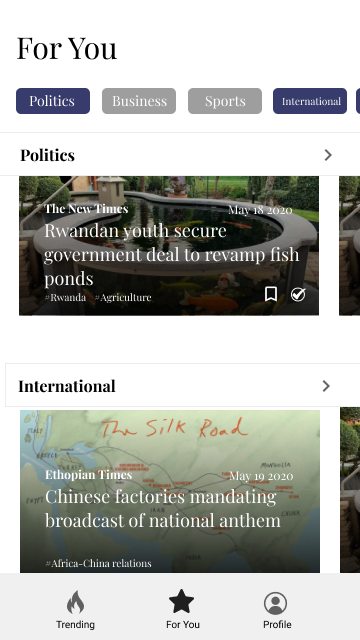 For You
Politics
Business
Sports
International
Politics
The New Times
May 18 2020
Rwandan youth secure
government deal to revamp fish
ponds
#Rwanda #Agriculture
International
The Silk Road
MONGOLIA
Ethopian Times
May 19 2020
Chinese factories mandating
broadcast of national anthem
#Africa-China relations
Trending
For You
Profile